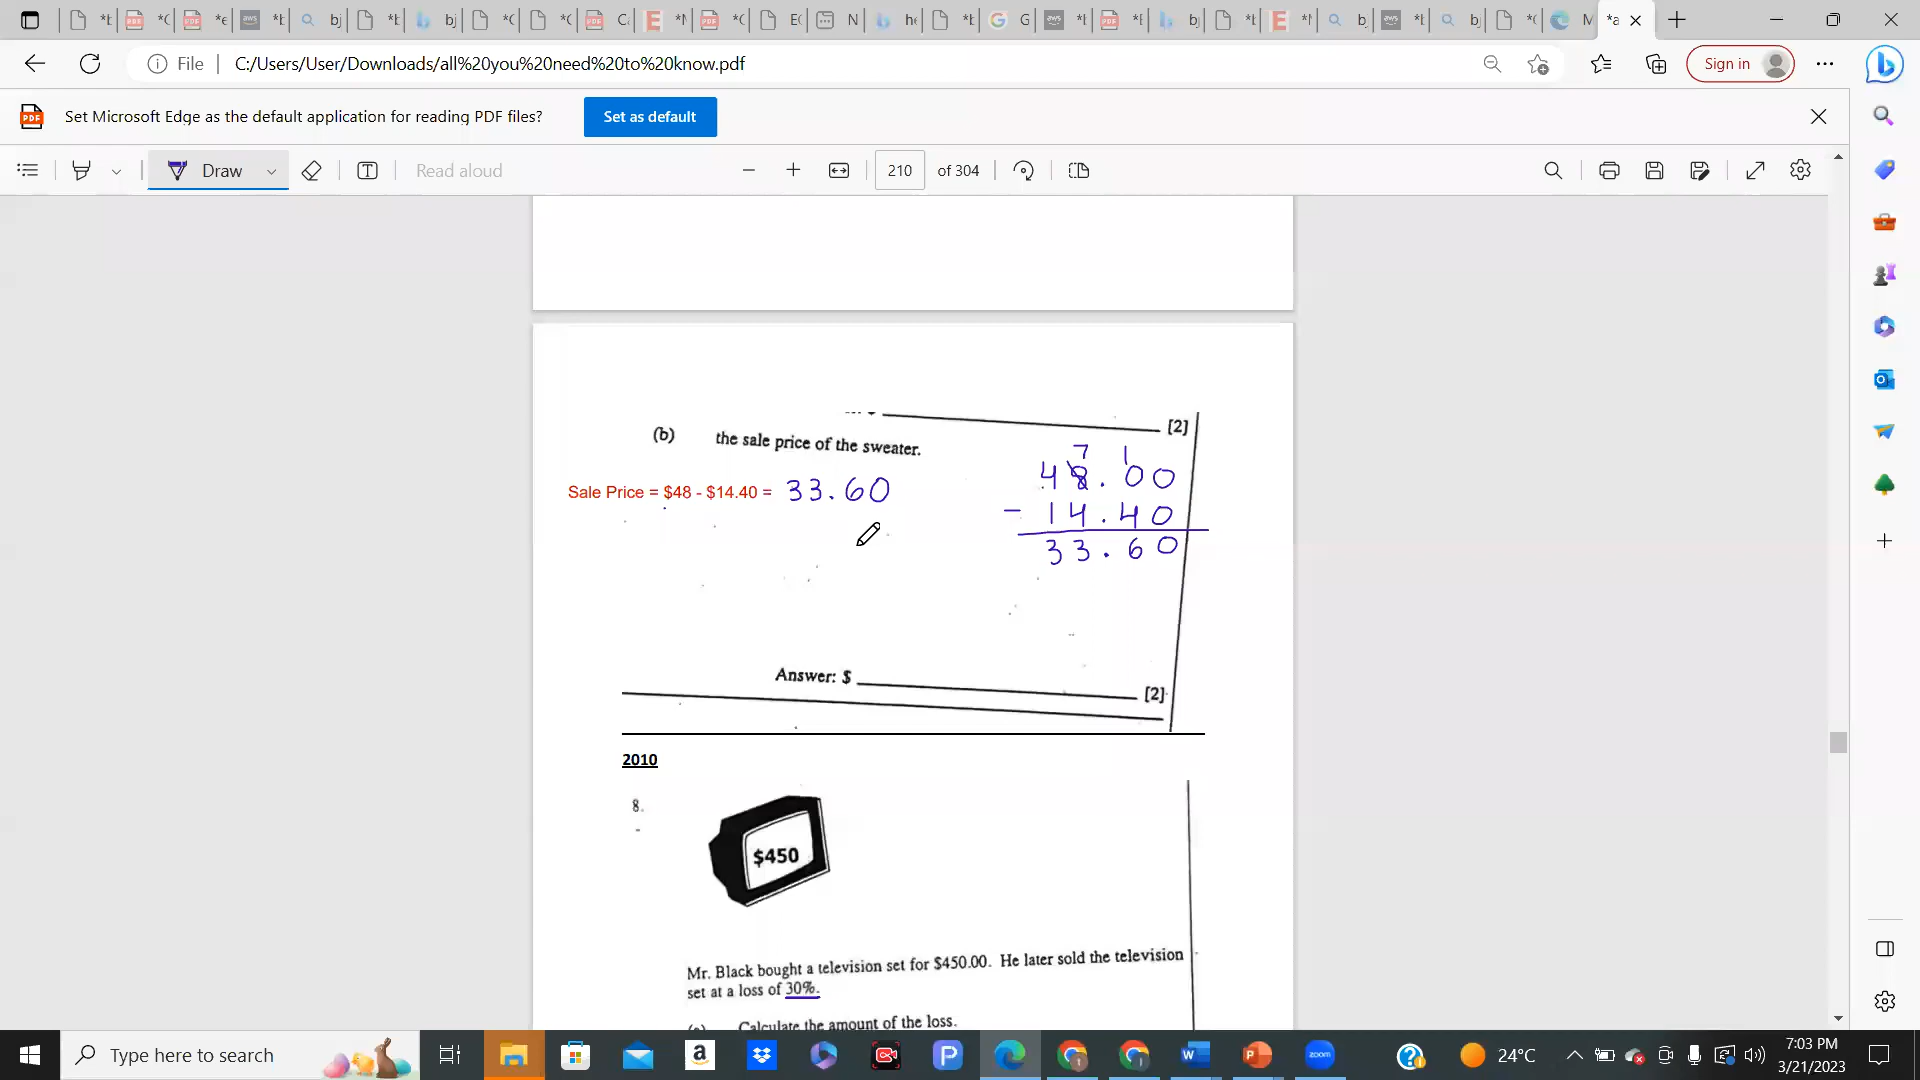 File
C:/Users/User/Downloads/all%20you%20need%20to%20know.pdf
Sign in
Set Microsoft Edge as the default application for reading PDF files?
Set as default
Draw
Read aloud
210 of 304
[2]
(b) the sale price of the sweater.
Sale Price = $48 - $14.40 = 33.60
7 1
48.00
- 14.40
33.60
Answer: $ [2]
2010
8.
$450
Mr. Black bought a television set for $450.00. He later sold the television
set at a loss of 30%.
Calculate the amount of the loss.
Type here to search
24°C
7:03 PM
3/21/2023